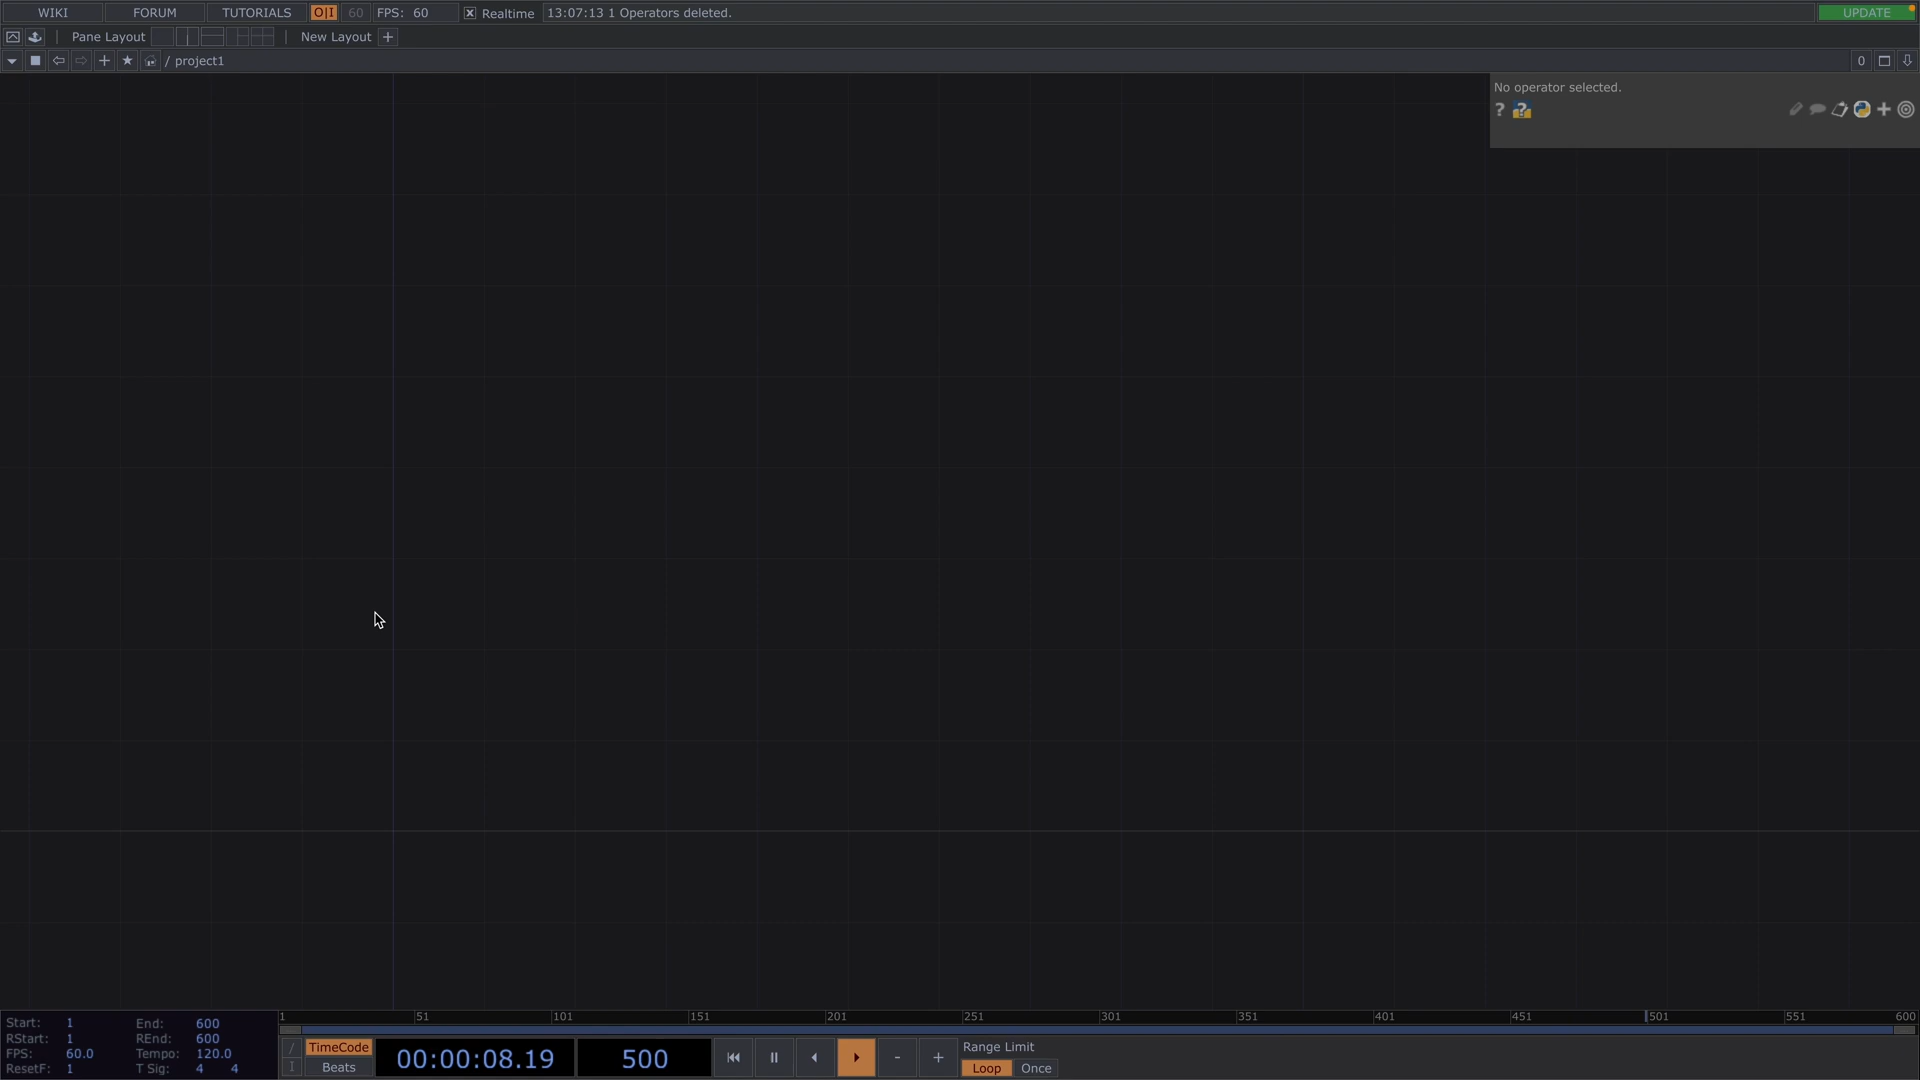 WIKI FORUM TUTORIALS O|I 60 FPS: 60 Realtime 13:07:13 1 Operators deleted. UPDATE
Pane Layout New Layout +
/ project1 0
No operator selected.
? ?
1 51 101 151 201 251 301 351 401 451 501 551 600
Start: 1 End: 600
RStart: 1 REnd: 600
FPS: 60.0 Tempo: 120.0
ResetF: 1 T Sig: 4 4
/
I
TimeCode
Beats
00:00:08.19 500 - +
Range Limit
Loop Once